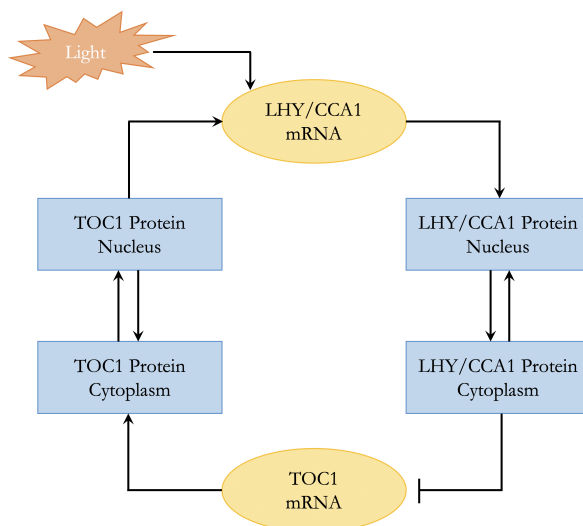 Light
LHY/CCA1
mRNA
TOC1 Protein
Nucleus
LHY/CCA1 Protein
Nucleus
TOC1 Protein
Cytoplasm
LHY/CCA1 Protein
Cytoplasm
TOC1
mRNA